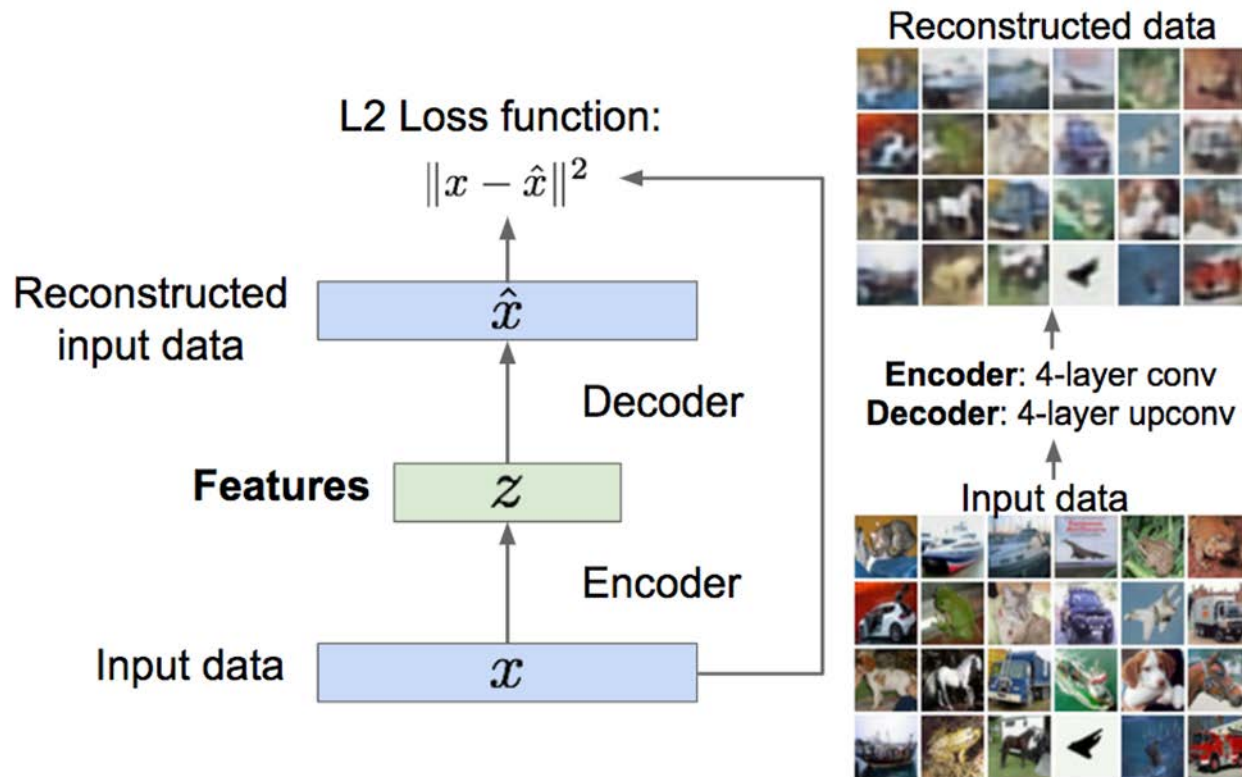 Reconstructed data
L2 Loss function:
‖x − x̂‖²
Reconstructed
input data
x̂
Decoder
Encoder: 4-layer conv
Decoder: 4-layer upconv
Features
z
Input data
Encoder
Input data
x